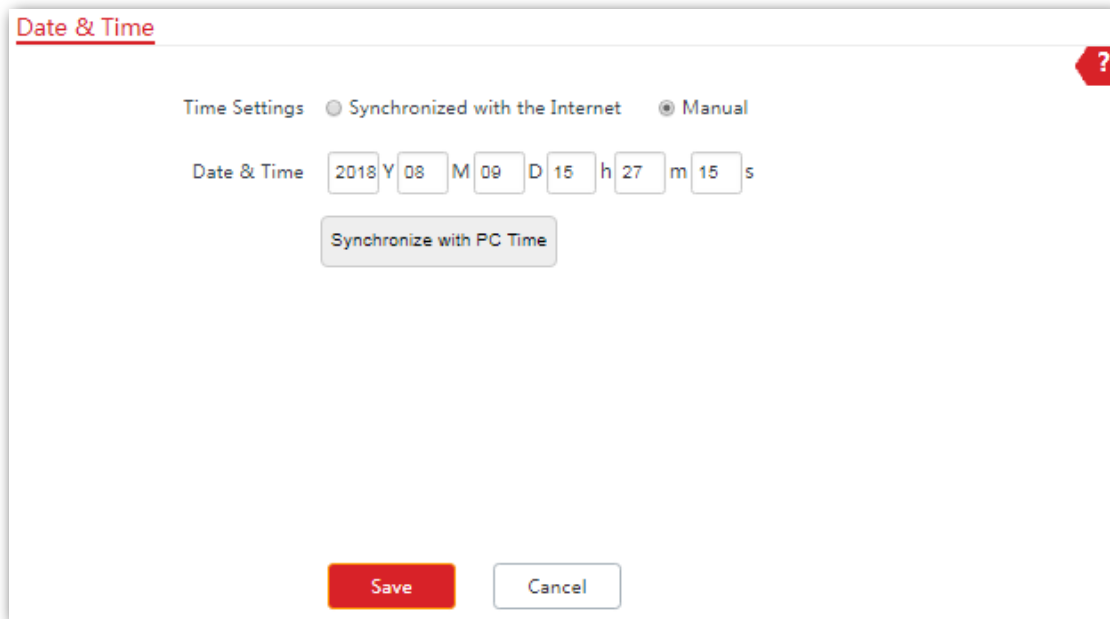 Date & Time
?
Time Settings Synchronized with the Internet Manual
Date & Time 2018 Y 08 M 09 D 15 h 27 m 15 s
Synchronize with PC Time
Save Cancel